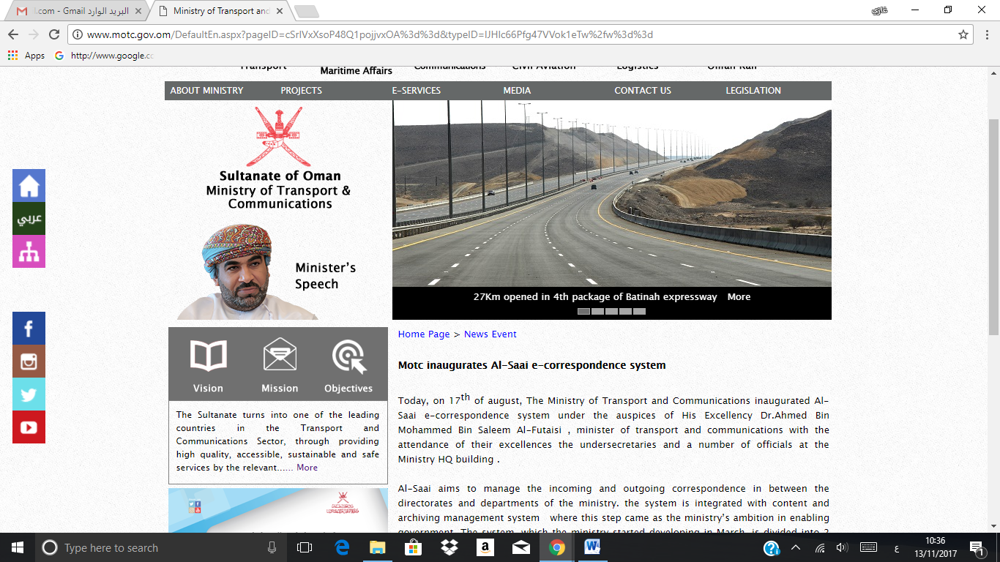 .com - Gmail البريد الوارد
Ministry of Transport and
www.motc.gov.om/DefaultEn.aspx?pageID=cSrIVxXsoP48Q1pojjvxOA%3d%3d&typeID=IJHIc66Pfg47VVok1eTw%2fw%3d%3d
Apps http://www.google.co
Transport Maritime Affairs Communications Civil Aviation Logistics Oman Rail
ABOUT MINISTRY PROJECTS E-SERVICES MEDIA CONTACT US LEGISLATION
Sultanate of Oman
Ministry of Transport &
Communications
عربي
Minister's
Speech
27Km opened in 4th package of Batinah expressway More
Vision Mission Objectives
The Sultanate turns into one of the leading
countries in the Transport and
Communications Sector, through providing
high quality, accessible, sustainable and safe
services by the relevant...... More
Home Page > News Event
Motc inaugurates Al-Saai e-correspondence system
Today, on 17th of august, The Ministry of Transport and Communications inaugurated Al-
Saai e-correspondence system under the auspices of His Excellency Dr.Ahmed Bin
Mohammed Bin Saleem Al-Futaisi , minister of transport and communications with the
attendance of their excellences the undersecretaries and a number of officials at the
Ministry HQ building .
Al-Saai aims to manage the incoming and outgoing correspondence in between the
directorates and departments of the ministry. the system is integrated with content and
archiving management system where this step came as the ministry's ambition in enabling
government. The system, which the ministry started developing in March, is divided into 2
Type here to search
ع
10:36
13/11/2017
1